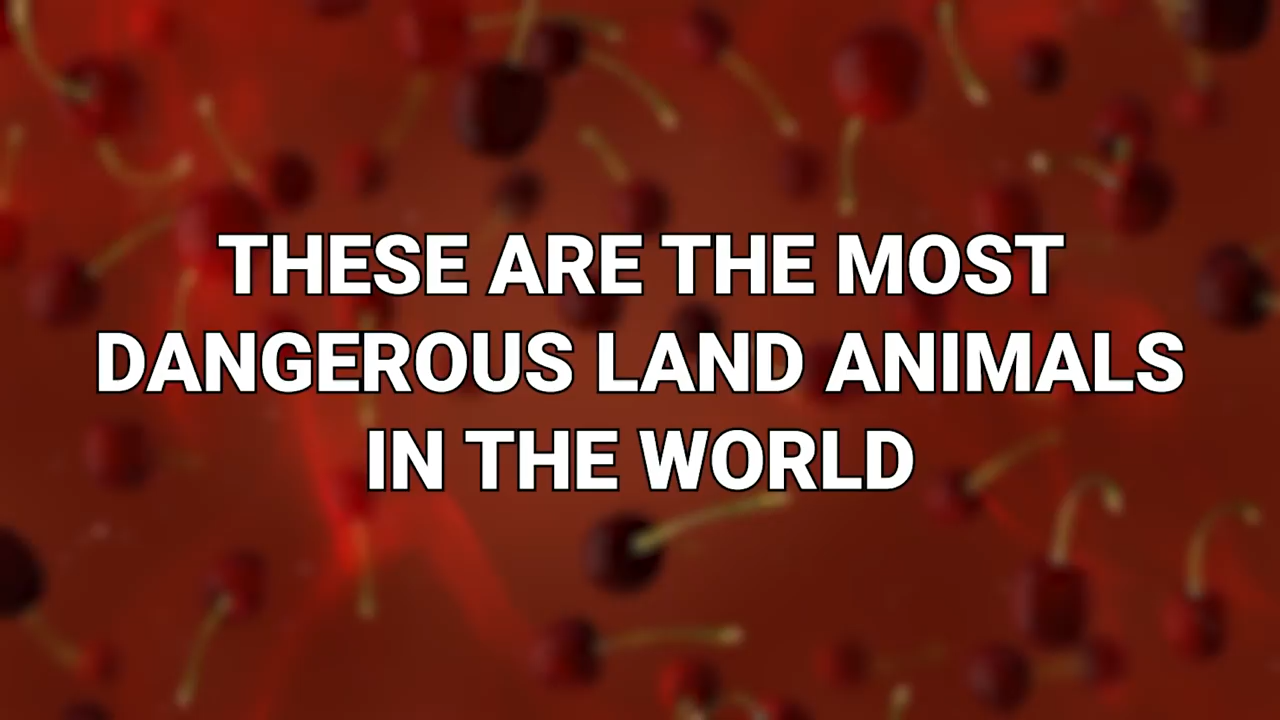 THESE ARE THE MOST
DANGEROUS LAND ANIMALS
IN THE WORLD